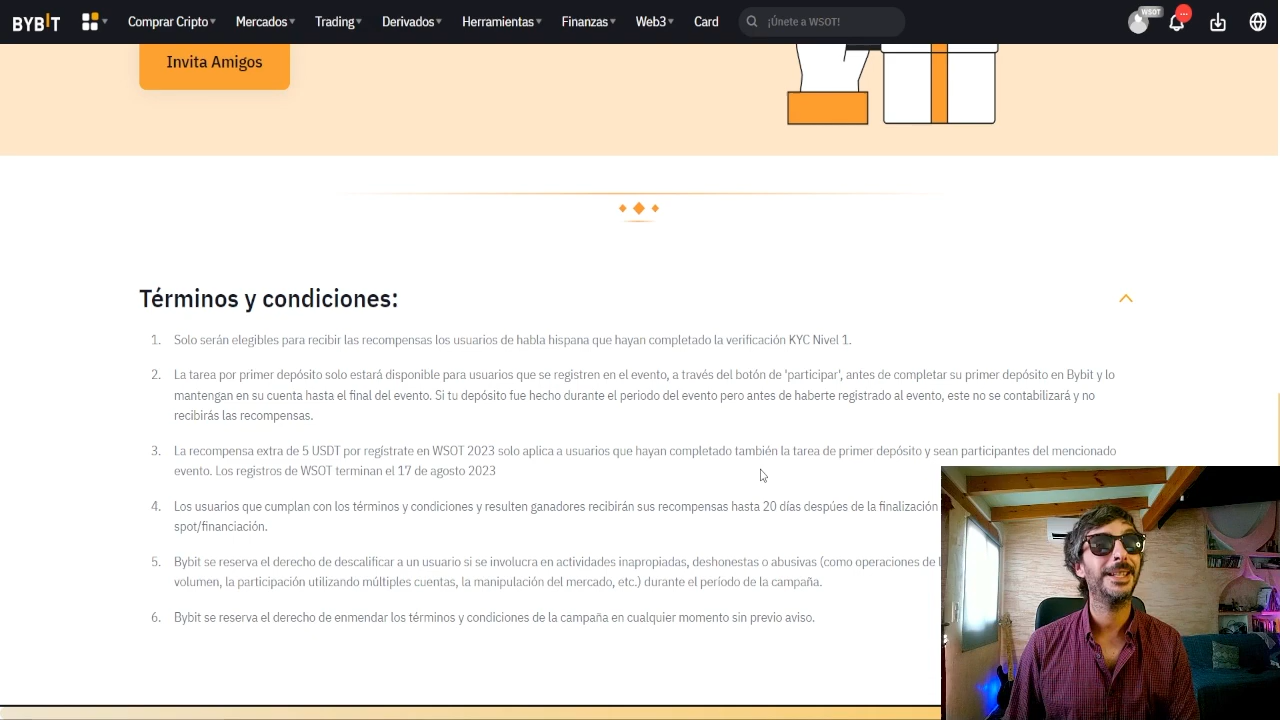 BYBIT Comprar Cripto Mercados Trading Derivados Herramientas Finanzas Web3 Card ¡Únete a WSOT! WSOT
Invita Amigos
Términos y condiciones:
1. Solo serán elegibles para recibir las recompensas los usuarios de habla hispana que hayan completado la verificación KYC Nivel 1.
2. La tarea por primer depósito solo estará disponible para usuarios que se registren en el evento, a través del botón de 'participar', antes de completar su primer depósito en Bybit y lo
mantengan en su cuenta hasta el final del evento. Si tu depósito fue hecho durante el periodo del evento pero antes de haberte registrado al evento, este no se contabilizará y no
recibirás las recompensas.
3. La recompensa extra de 5 USDT por regístrate en WSOT 2023 solo aplica a usuarios que hayan completado también la tarea de primer depósito y sean participantes del mencionado
evento. Los registros de WSOT terminan el 17 de agosto 2023
4. Los usuarios que cumplan con los términos y condiciones y resulten ganadores recibirán sus recompensas hasta 20 días despúes de la finalización
spot/financiación.
5. Bybit se reserva el derecho de descalificar a un usuario si se involucra en actividades inapropiadas, deshonestas o abusivas (como operaciones de
volumen, la participación utilizando múltiples cuentas, la manipulación del mercado, etc.) durante el período de la campaña.
6. Bybit se reserva el derecho de enmendar los términos y condiciones de la campaña en cualquier momento sin previo aviso.